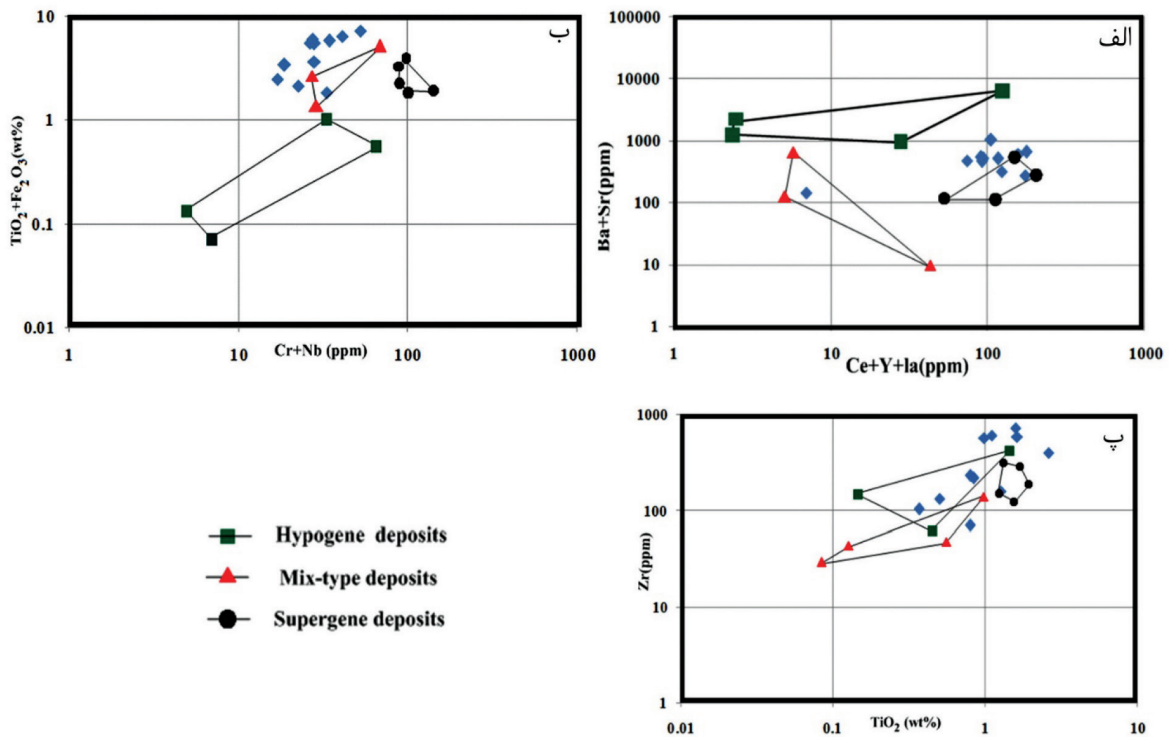 الف
100000
10000
1000
100
10
1
Ba+Sr(ppm)
1 10 100 1000
Ce+Y+la(ppm)
ب
10
1
0.1
0.01
TiO₂+Fe₂O₃(wt%)
1 10 100 1000
Cr+Nb (ppm)
پ
1000
100
10
1
Zr(ppm)
0.01 0.1 1 10
TiO₂ (wt%)
Hypogene deposits
Mix-type deposits
Supergene deposits